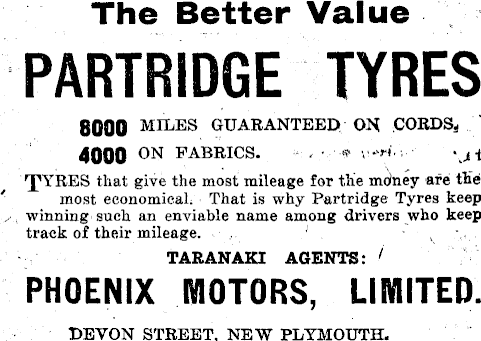 The Better Value
PARTRIDGE TYRES
8000 MILES GUARANTEED ON CORDS,
4000 ON FABRICS.
TYRES that give the most mileage for the money are the
most economical. That is why Partridge Tyres keep
winning such an enviable name among drivers who keep
track of their mileage.
TARANAKI AGENTS:
PHOENIX MOTORS, LIMITED.
DEVON STREET, NEW PLYMOUTH.